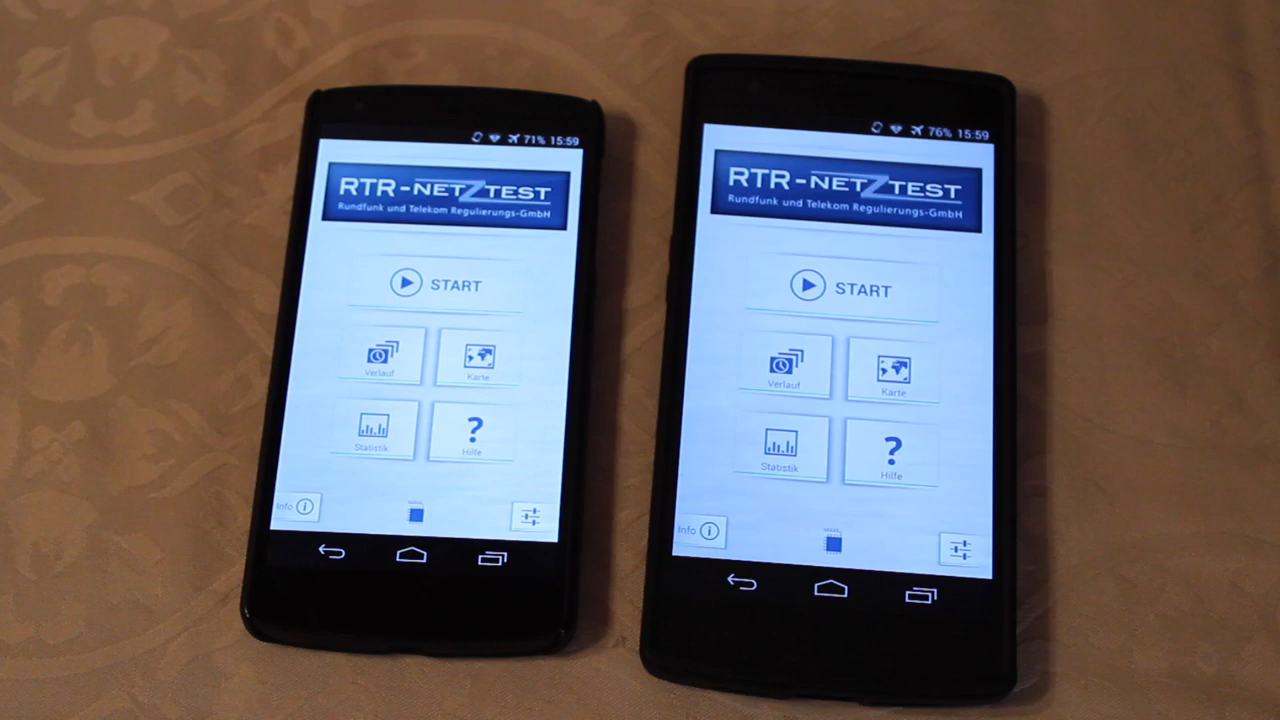 71% 15:59
RTR-NETZTEST
Rundfunk und Telekom Regulierungs-GmbH
START
Verlauf
Karte
Statistik
?
Hilfe
Info i
76% 15:59
RTR-NETZTEST
Rundfunk und Telekom Regulierungs-GmbH
START
Verlauf
Karte
Statistik
?
Hilfe
Info i